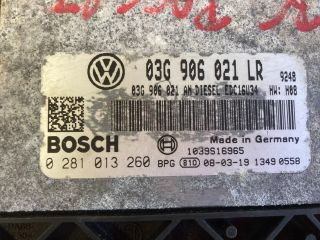 03G 906 021 LR 9248
03G 906 021 AN DIESEL EDC16U34 HW: H08
BOSCH
Made in Germany
1039S16965
0 281 013 260 BPG 810 08-03-19 1349 0558